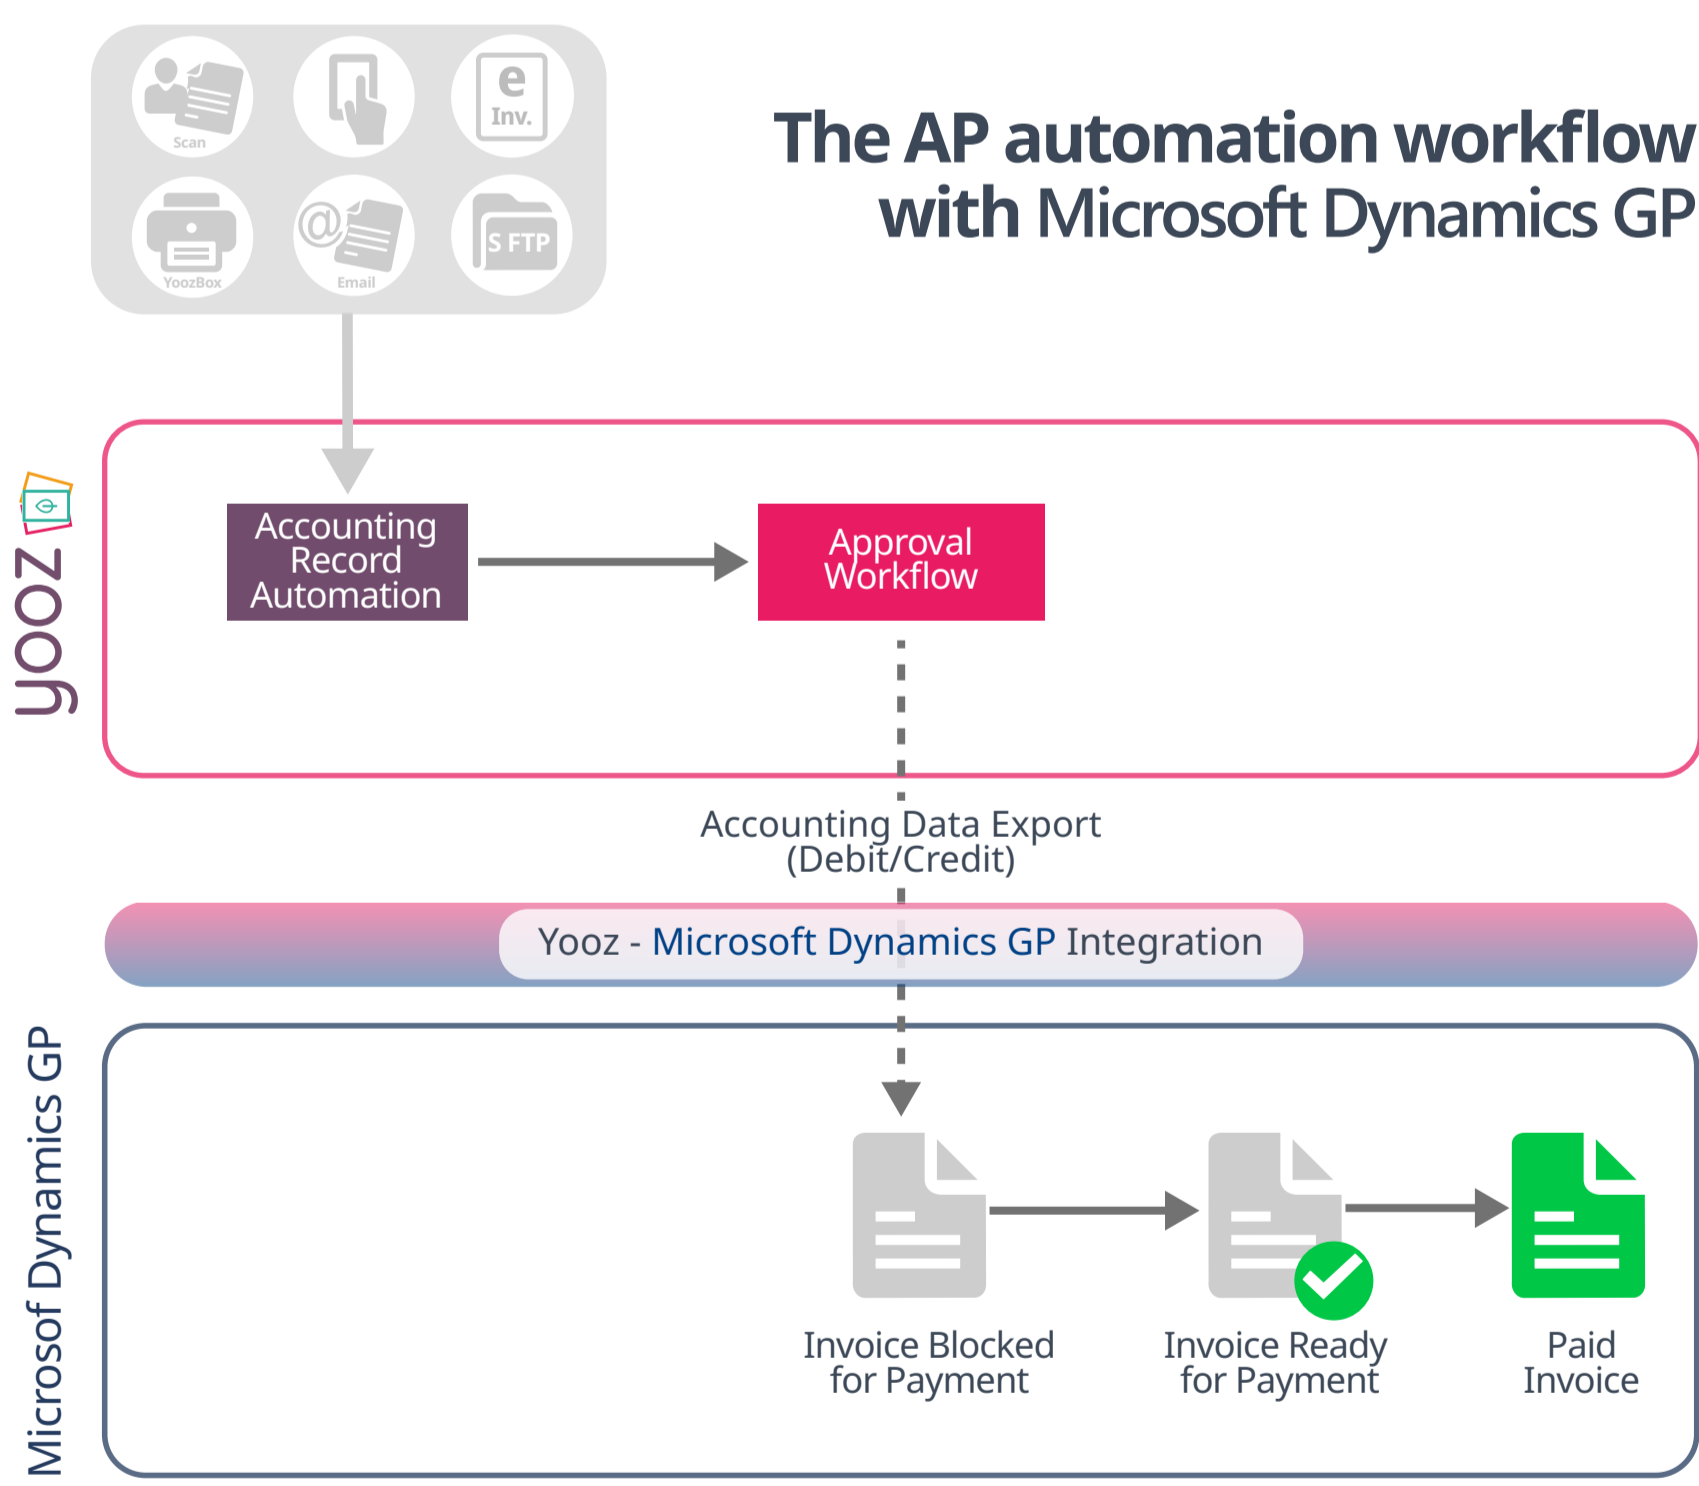 Scan
e
Inv.
YoozBox
@
Email
S FTP
The AP automation workflow
with Microsoft Dynamics GP
yooz
Accounting
Record
Automation
Approval
Workflow
Accounting Data Export
(Debit/Credit)
Yooz - Microsoft Dynamics GP Integration
Microsof Dynamics GP
Invoice Blocked
for Payment
Invoice Ready
for Payment
Paid
Invoice